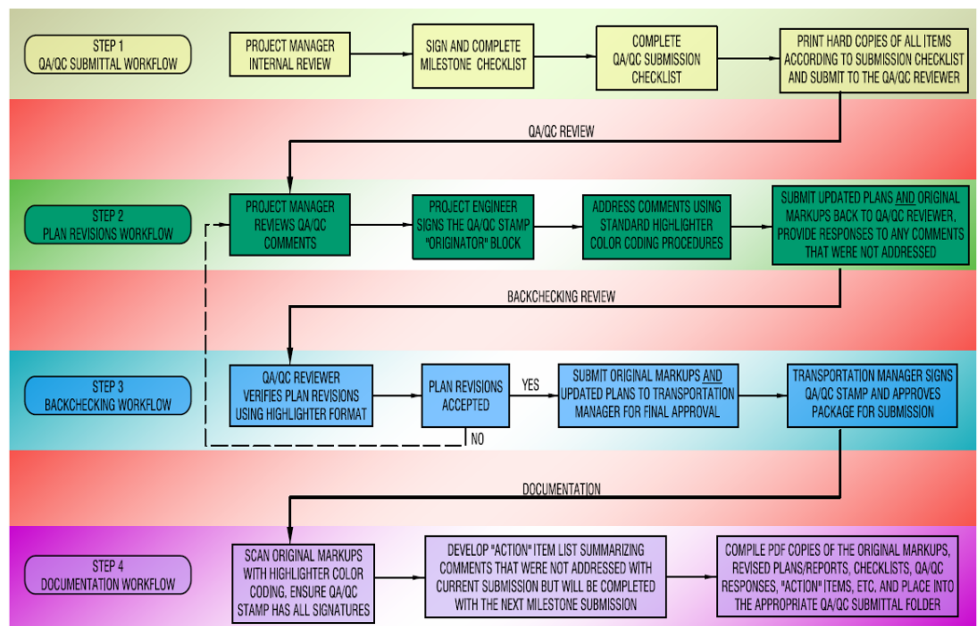 STEP 1
QA/QC SUBMITTAL WORKFLOW
PROJECT MANAGER
INTERNAL REVIEW
SIGN AND COMPLETE
MILESTONE CHECKLIST
COMPLETE
QA/QC SUBMISSION
CHECKLIST
PRINT HARD COPIES OF ALL ITEMS
ACCORDING TO SUBMISSION CHECKLIST
AND SUBMIT TO THE QA/QC REVIEWER
QA/QC REVIEW
STEP 2
PLAN REVISIONS WORKFLOW
PROJECT MANAGER
REVIEWS QA/QC
COMMENTS
PROJECT ENGINEER
SIGNS THE QA/QC STAMP
"ORIGINATOR" BLOCK
ADDRESS COMMENTS USING
STANDARD HIGHLIGHTER
COLOR CODING PROCEDURES
SUBMIT UPDATED PLANS AND ORIGINAL
MARKUPS BACK TO QA/QC REVIEWER,
PROVIDE RESPONSES TO ANY COMMENTS
THAT WERE NOT ADDRESSED
BACKCHECKING REVIEW
STEP 3
BACKCHECKING WORKFLOW
QA/QC REVIEWER
VERIFIES PLAN REVISIONS
USING HIGHLIGHTER FORMAT
PLAN REVISIONS
ACCEPTED
YES
NO
SUBMIT ORIGINAL MARKUPS AND
UPDATED PLANS TO TRANSPORTATION
MANAGER FOR FINAL APPROVAL
TRANSPORTATION MANAGER SIGNS
QA/QC STAMP AND APPROVES
PACKAGE FOR SUBMISSION
DOCUMENTATION
STEP 4
DOCUMENTATION WORKFLOW
SCAN ORIGINAL MARKUPS
WITH HIGHLIGHTER COLOR
CODING, ENSURE QA/QC
STAMP HAS ALL SIGNATURES
DEVELOP "ACTION" ITEM LIST SUMMARIZING
COMMENTS THAT WERE NOT ADDRESSED WITH
CURRENT SUBMISSION BUT WILL BE COMPLETED
WITH THE NEXT MILESTONE SUBMISSION
COMPILE PDF COPIES OF THE ORIGINAL MARKUPS,
REVISED PLANS/REPORTS, CHECKLISTS, QA/QC
RESPONSES, "ACTION" ITEMS, ETC. AND PLACE INTO
THE APPROPRIATE QA/QC SUBMITTAL FOLDER